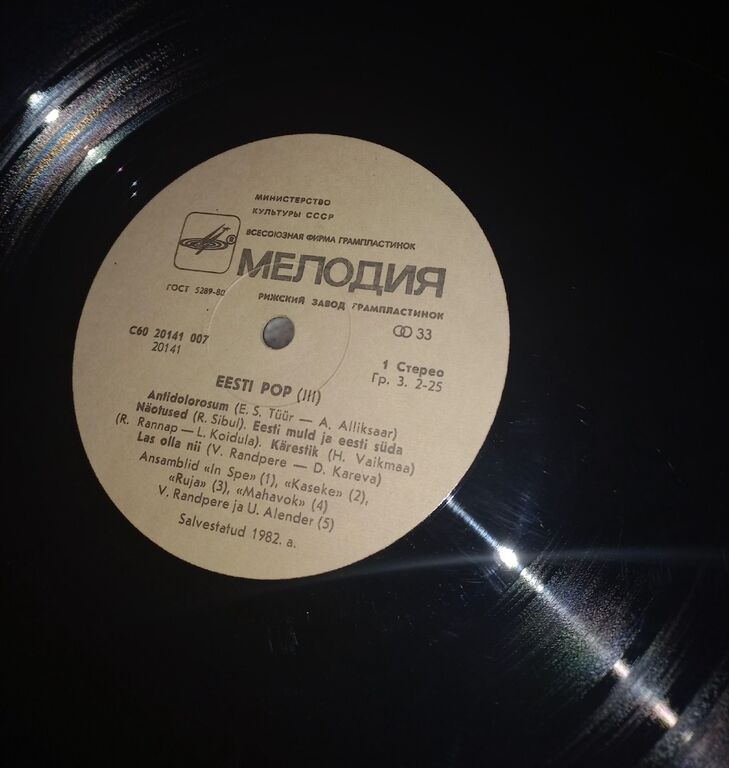 МИНИСТЕРСТВО
КУЛЬТУРЫ СССР
ВСЕСОЮЗНАЯ ФИРМА ГРАМПЛАСТИНОК
®
МЕЛОДИЯ
ГОСТ 5289-80
РИЖСКИЙ ЗАВОД ГРАМПЛАСТИНОК
33
С60 20141 007
20141
1 Стерео
Гр. 3. 2-25
EESTI POP (III)
Antidolorosum (E. S. Tüür — A. Alliksaar)
Näotused (R. Sibul). Eesti muld ja eesti süda
(R. Rannap — L. Koidula). Kärestik (H. Vaikmaa)
Las olla nii (V. Randpere — D. Kareva)
Ansamblid «In Spe» (1), «Kaseke» (2),
«Ruja» (3), «Mahavok» (4)
V. Randpere ja U. Alender (5)
Salvestatud 1982. a.